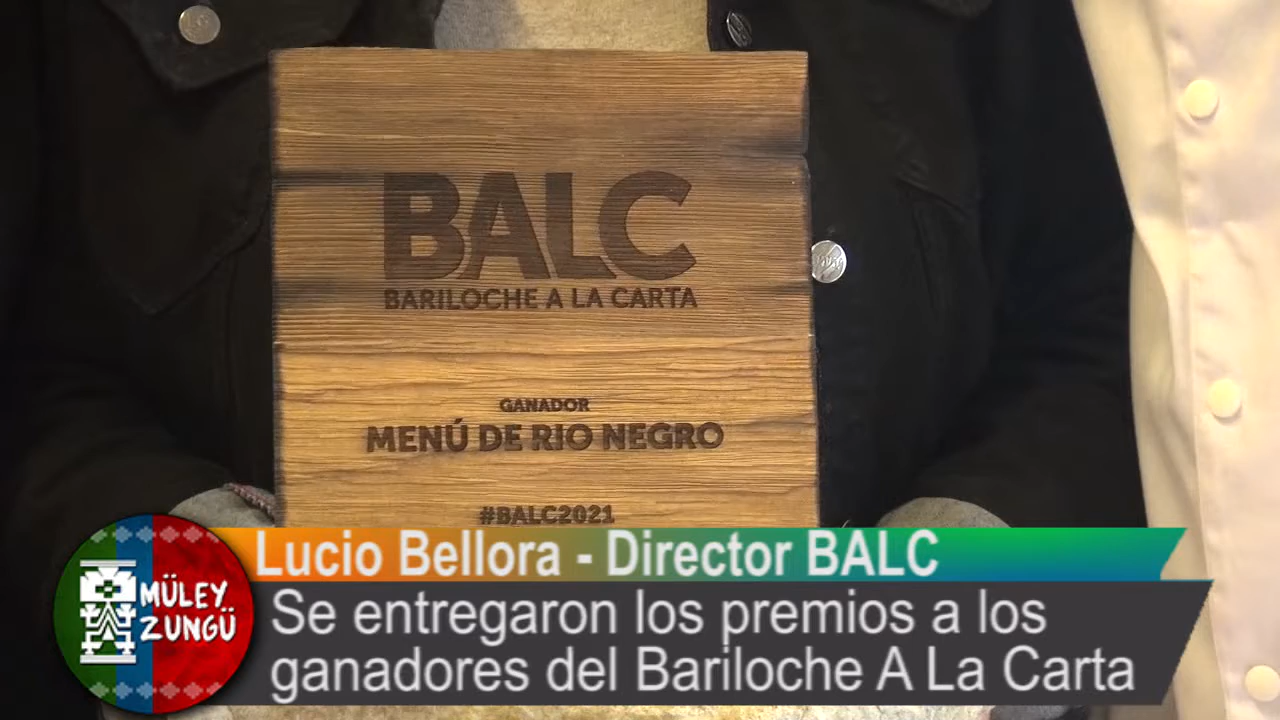 BALC
BARILOCHE A LA CARTA
GANADOR
MENÚ DE RIO NEGRO
#BALC2021
MÜLEY
ZUNGÜ
Lucio Bellora - Director BALC
Se entregaron los premios a los
ganadores del Bariloche A La Carta